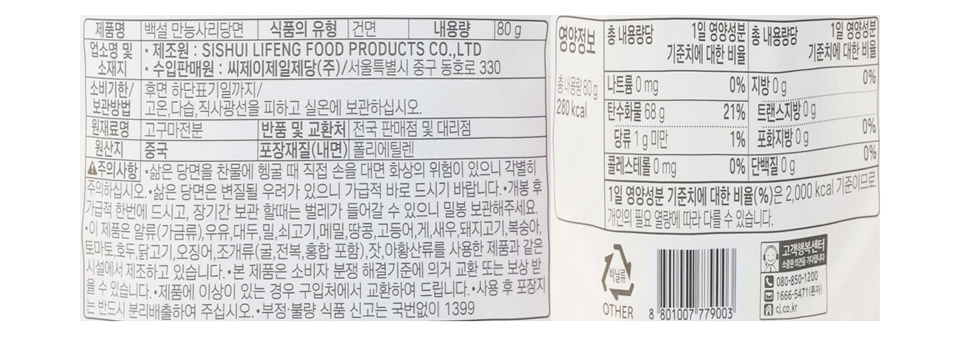 제품명 백설 만능사리당면 식품의 유형 건면 내용량 80 g
업소명 및 소재지 • 제조원 : SISHUI LIFENG FOOD PRODUCTS CO.,LTD
• 수입판매원 : 씨제이제일제당(주)/서울특별시 중구 동호로 330
소비기한/보관방법 후면 하단표기일까지/
고온,다습,직사광선을 피하고 실온에 보관하십시오.
원재료명 고구마전분 반품 및 교환처 전국 판매점 및 대리점
원산지 중국 포장재질(내면) 폴리에틸렌
⚠주의사항 •삶은 당면을 찬물에 헹굴 때 직접 손을 대면 화상의 위험이 있으니 각별히
주의하십시오.•삶은 당면은 변질될 우려가 있으니 가급적 바로 드시기 바랍니다.•개봉 후
가급적 한번에 드시고, 장기간 보관 할때는 벌레가 들어갈 수 있으니 밀봉 보관해주세요.
•이 제품은 알류(가금류),우유,대두,밀,쇠고기,메밀,땅콩,고등어,게,새우,돼지고기,복숭아,
토마토,호두,닭고기,오징어,조개류(굴,전복,홍합 포함),잣,아황산류를 사용한 제품과 같은
시설에서 제조하고 있습니다.•본 제품은 소비자 분쟁 해결기준에 의거 교환 또는 보상 받
을 수 있습니다.•제품에 이상이 있는 경우 구입처에서 교환하여 드립니다.•사용 후 포장지
는 반드시 분리배출하여 주십시오.•부정·불량 식품 신고는 국번없이 1399
영양정보
총 내용량 80 g
280 kcal
총 내용량당 1일 영양성분 기준치에 대한 비율 총 내용량당 1일 영양성분 기준치에 대한 비율
나트륨 0 mg 0% 지방 0 g 0%
탄수화물 68 g 21% 트랜스지방 0 g
당류 1 g 미만 1% 포화지방 0 g 0%
콜레스테롤 0 mg 0% 단백질 0 g 0%
1일 영양성분 기준치에 대한 비율(%)은 2,000 kcal 기준이므로
개인의 필요 열량에 따라 다를 수 있습니다.
비닐류
OTHER
8 801007 779003
고객행복센터
소중한 의견을 기다립니다
080-850-1200
1666-5471(문자)
cj.co.kr